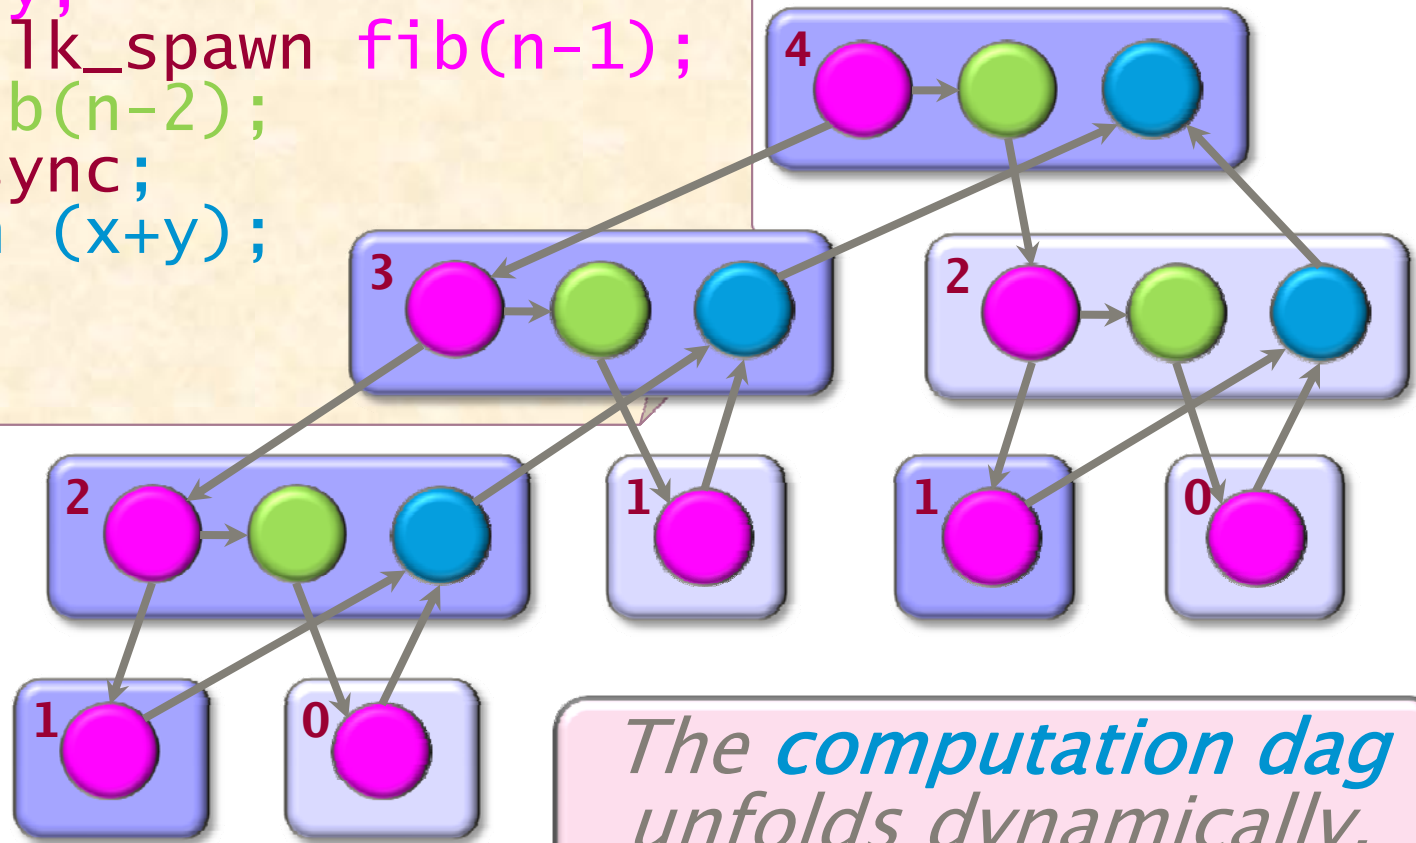 y;
lk_spawn fib(n-1);
b(n-2);
ync;
(x+y);
4
3
2
2
1
1
0
1
0
The computation dag
unfolds dynamically.